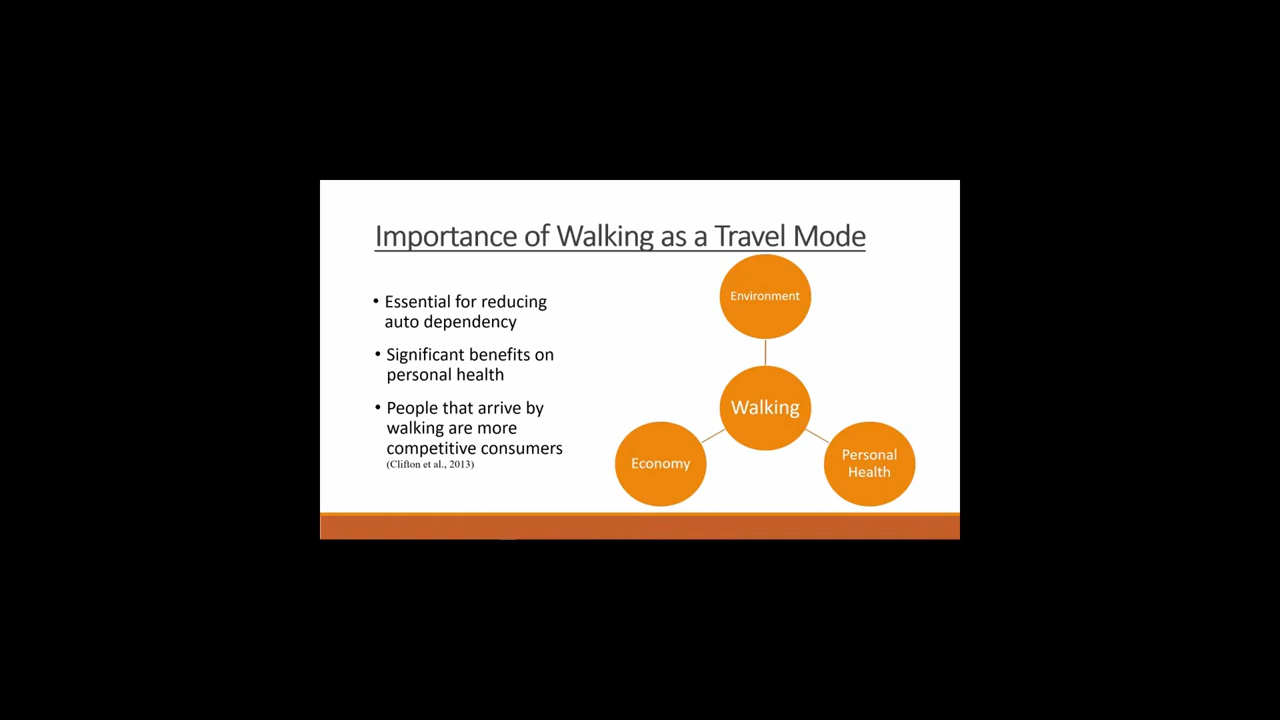 Importance of Walking as a Travel Mode
• Essential for reducing
auto dependency
• Significant benefits on
personal health
• People that arrive by
walking are more
competitive consumers
(Clifton et al., 2013)
Environment
Walking
Economy
Personal
Health